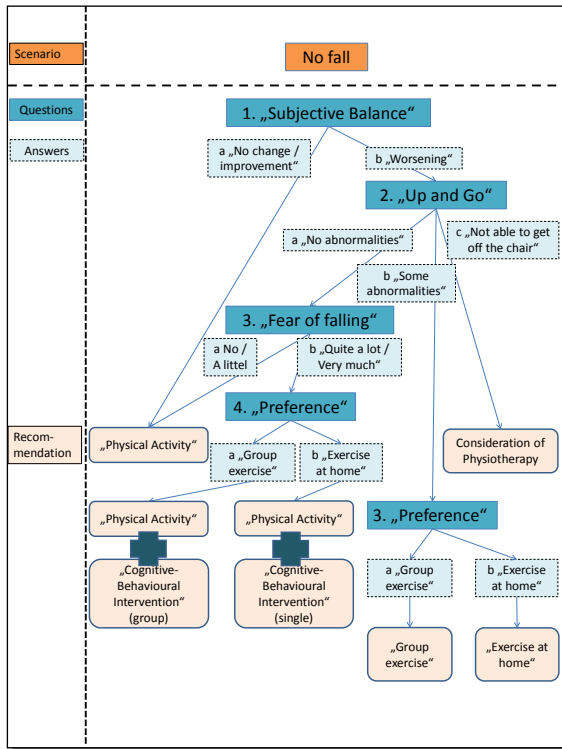 Scenario
No fall
Questions
1. „Subjective Balance“
Answers
a „No change /
improvement“
b „Worsening“
2. „Up and Go“
a „No abnormalities“
c „Not able to get
off the chair“
b „Some
abnormalities“
3. „Fear of falling“
a No /
A littel
b „Quite a lot /
Very much“
4. „Preference“
Recom-
mendation
„Physical Activity“
a „Group
exercise“
b „Exercise
at home“
Consideration of
Physiotherapy
„Physical Activity“
„Physical Activity“
3. „Preference“
„Cognitive-
Behavioural
Intervention“
(group)
„Cognitive-
Behavioural
Intervention“
(single)
a „Group
exercise“
b „Exercise
at home“
„Group
exercise“
„Exercise at
home“